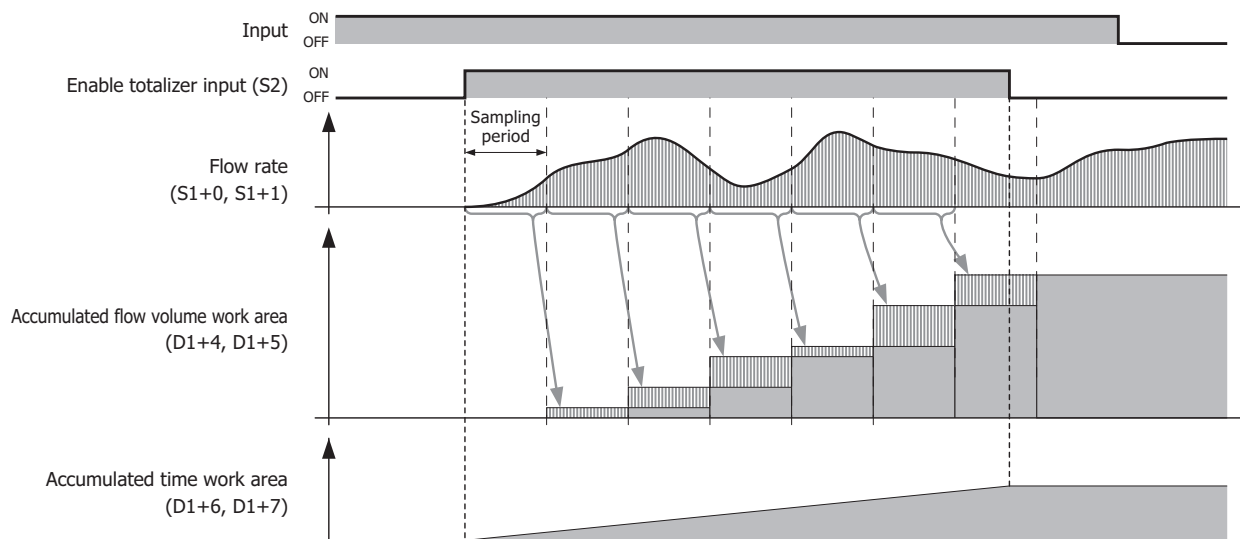 Input
ON
OFF
Enable totalizer input (S2)
ON
OFF
Sampling
period
Flow rate
(S1+0, S1+1)
Accumulated flow volume work area
(D1+4, D1+5)
Accumulated time work area
(D1+6, D1+7)